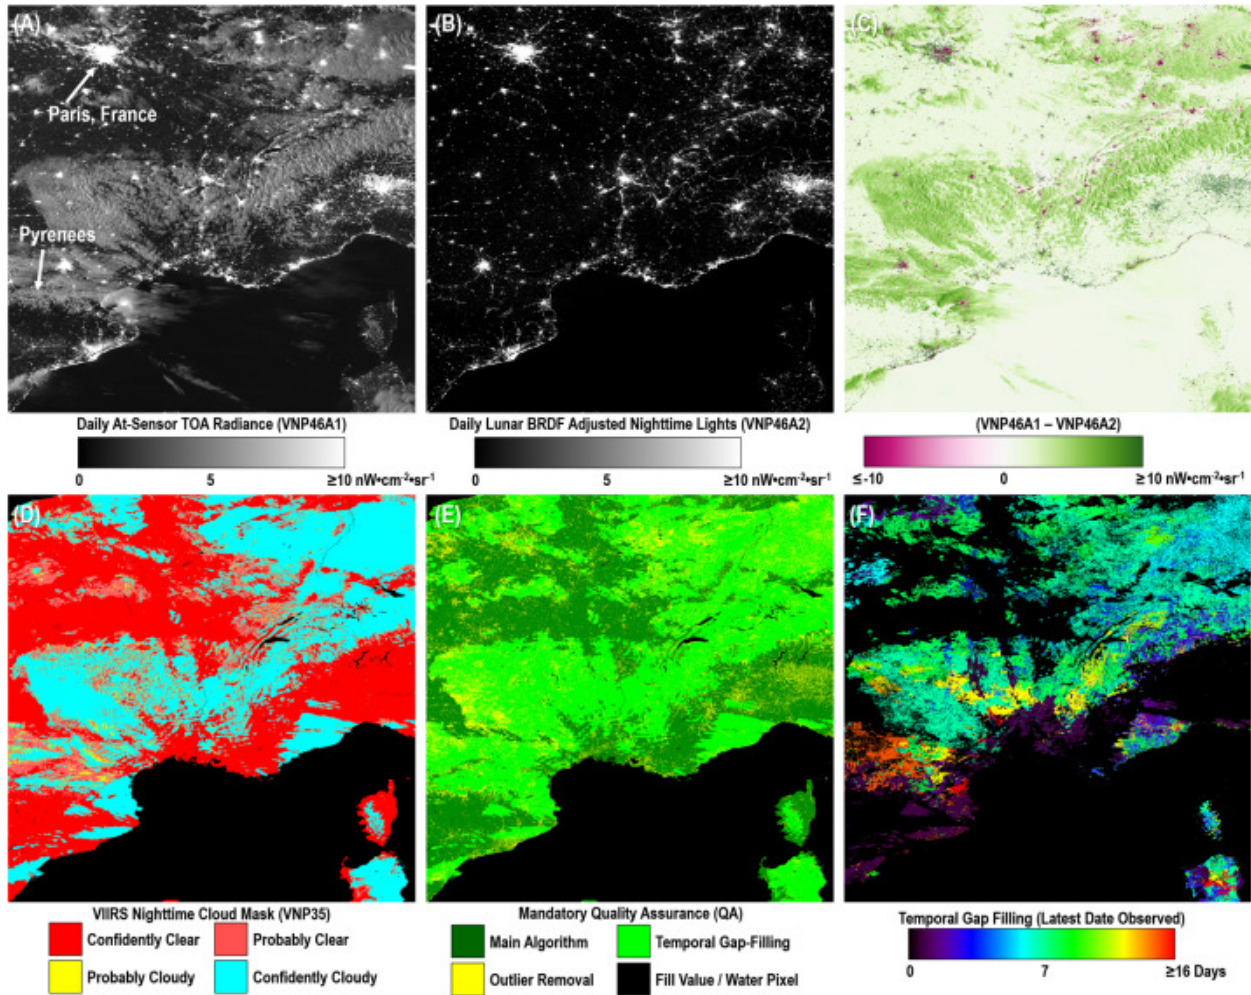 (A)
Paris, France
Pyrenees
(B)
(C)
Daily At-Sensor TOA Radiance (VNP46A1)
0 5 ≥10 nW•cm-2•sr-1
Daily Lunar BRDF Adjusted Nighttime Lights (VNP46A2)
0 5 ≥10 nW•cm-2•sr-1
(VNP46A1 – VNP46A2)
≤-10 0 ≥10 nW•cm-2•sr-1
(D)
(E)
(F)
VIIRS Nighttime Cloud Mask (VNP35)
Confidently Clear Probably Clear
Probably Cloudy Confidently Cloudy
Mandatory Quality Assurance (QA)
Main Algorithm Temporal Gap-Filling
Outlier Removal Fill Value / Water Pixel
Temporal Gap Filling (Latest Date Observed)
0 7 ≥16 Days